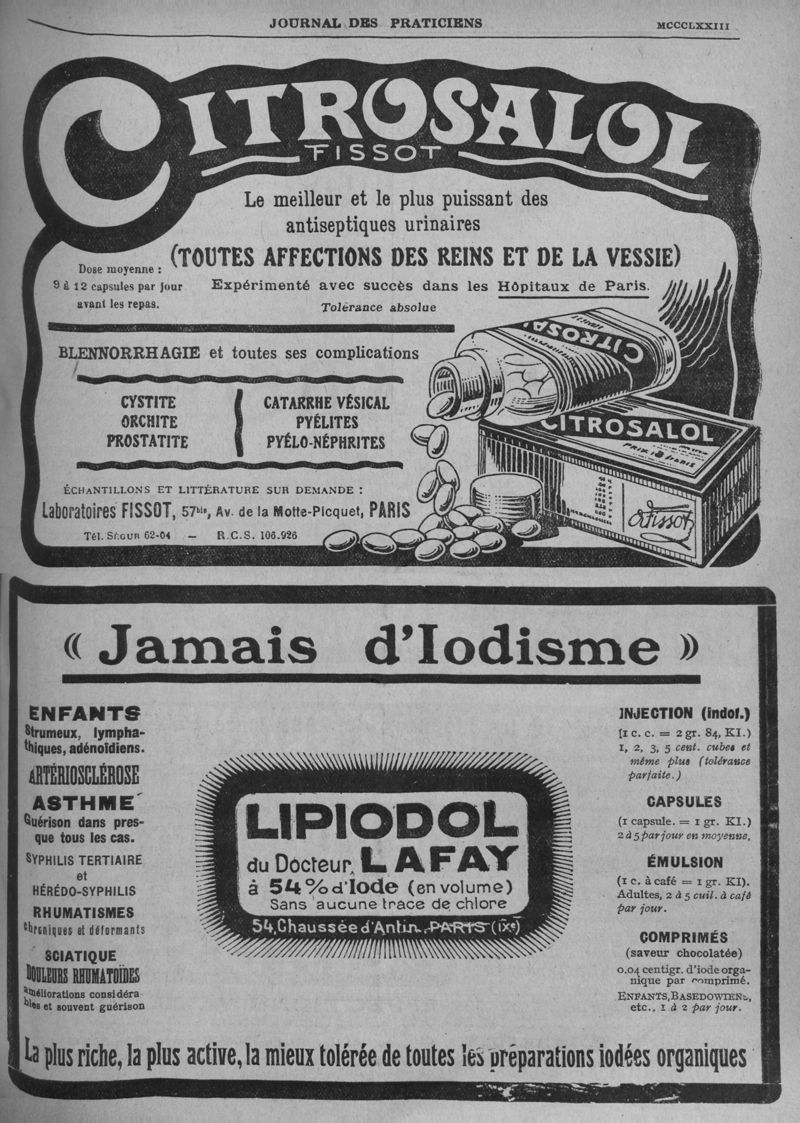 JOURNAL DES PRATICIENS
MCCCLXXIII
CITROSALOL
FISSOT
Le meilleur et le plus puissant des
antiseptiques urinaires
(TOUTES AFFECTIONS DES REINS ET DE LA VESSIE)
Dose moyenne :
9 à 12 capsules par jour
avant les repas.
Expérimenté avec succès dans les Hôpitaux de Paris.
Tolérance absolue
BLENNORRHAGIE et toutes ses complications
CYSTITE
ORCHITE
PROSTATITE
CATARRHE VÉSICAL
PYÉLITES
PYÉLO-NÉPHRITES
CITROSALOL
CITROSALOL
Fissot
ÉCHANTILLONS ET LITTÉRATURE SUR DEMANDE :
Laboratoires FISSOT, 57bis, Av. de la Motte-Picquet, PARIS
Tél. SÉGUR 62-04 — R.C.S. 106.926
« Jamais d'Iodisme »
ENFANTS
Strumeux, lympha-
thiques, adénoïdiens.
ARTÉRIOSCLÉROSE
ASTHME
Guérison dans pres-
que tous les cas.
SYPHILIS TERTIAIRE
et
HÉRÉDO-SYPHILIS
RHUMATISMES
Chroniques et déformants
SCIATIQUE
DOULEURS RHUMATOÏDES
améliorations considéra
bles et souvent guérison
LIPIODOL
du Docteur, LAFAY
à 54% d'Iode (en volume)
Sans aucune trace de chlore
54, Chaussée d'Antin, PARIS (IXe)
INJECTION (indol.)
(1 c. c. = 2 gr. 84, KI.)
1, 2, 3, 5 cent. cubes et
même plus (tolérance
parfaite.)
CAPSULES
(1 capsule. = 1 gr. KI.)
2 à 5 par jour en moyenne.
ÉMULSION
(1 c. à café = 1 gr. KI).
Adultes, 2 à 5 cuil. à café
par jour.
COMPRIMÉS
(saveur chocolatée)
0.04 centigr. d'iode orga-
nique par comprimé.
ENFANTS, BASEDOWIENS,
etc., 1 à 2 par jour.
La plus riche, la plus active, la mieux tolérée de toutes les préparations iodées organiques